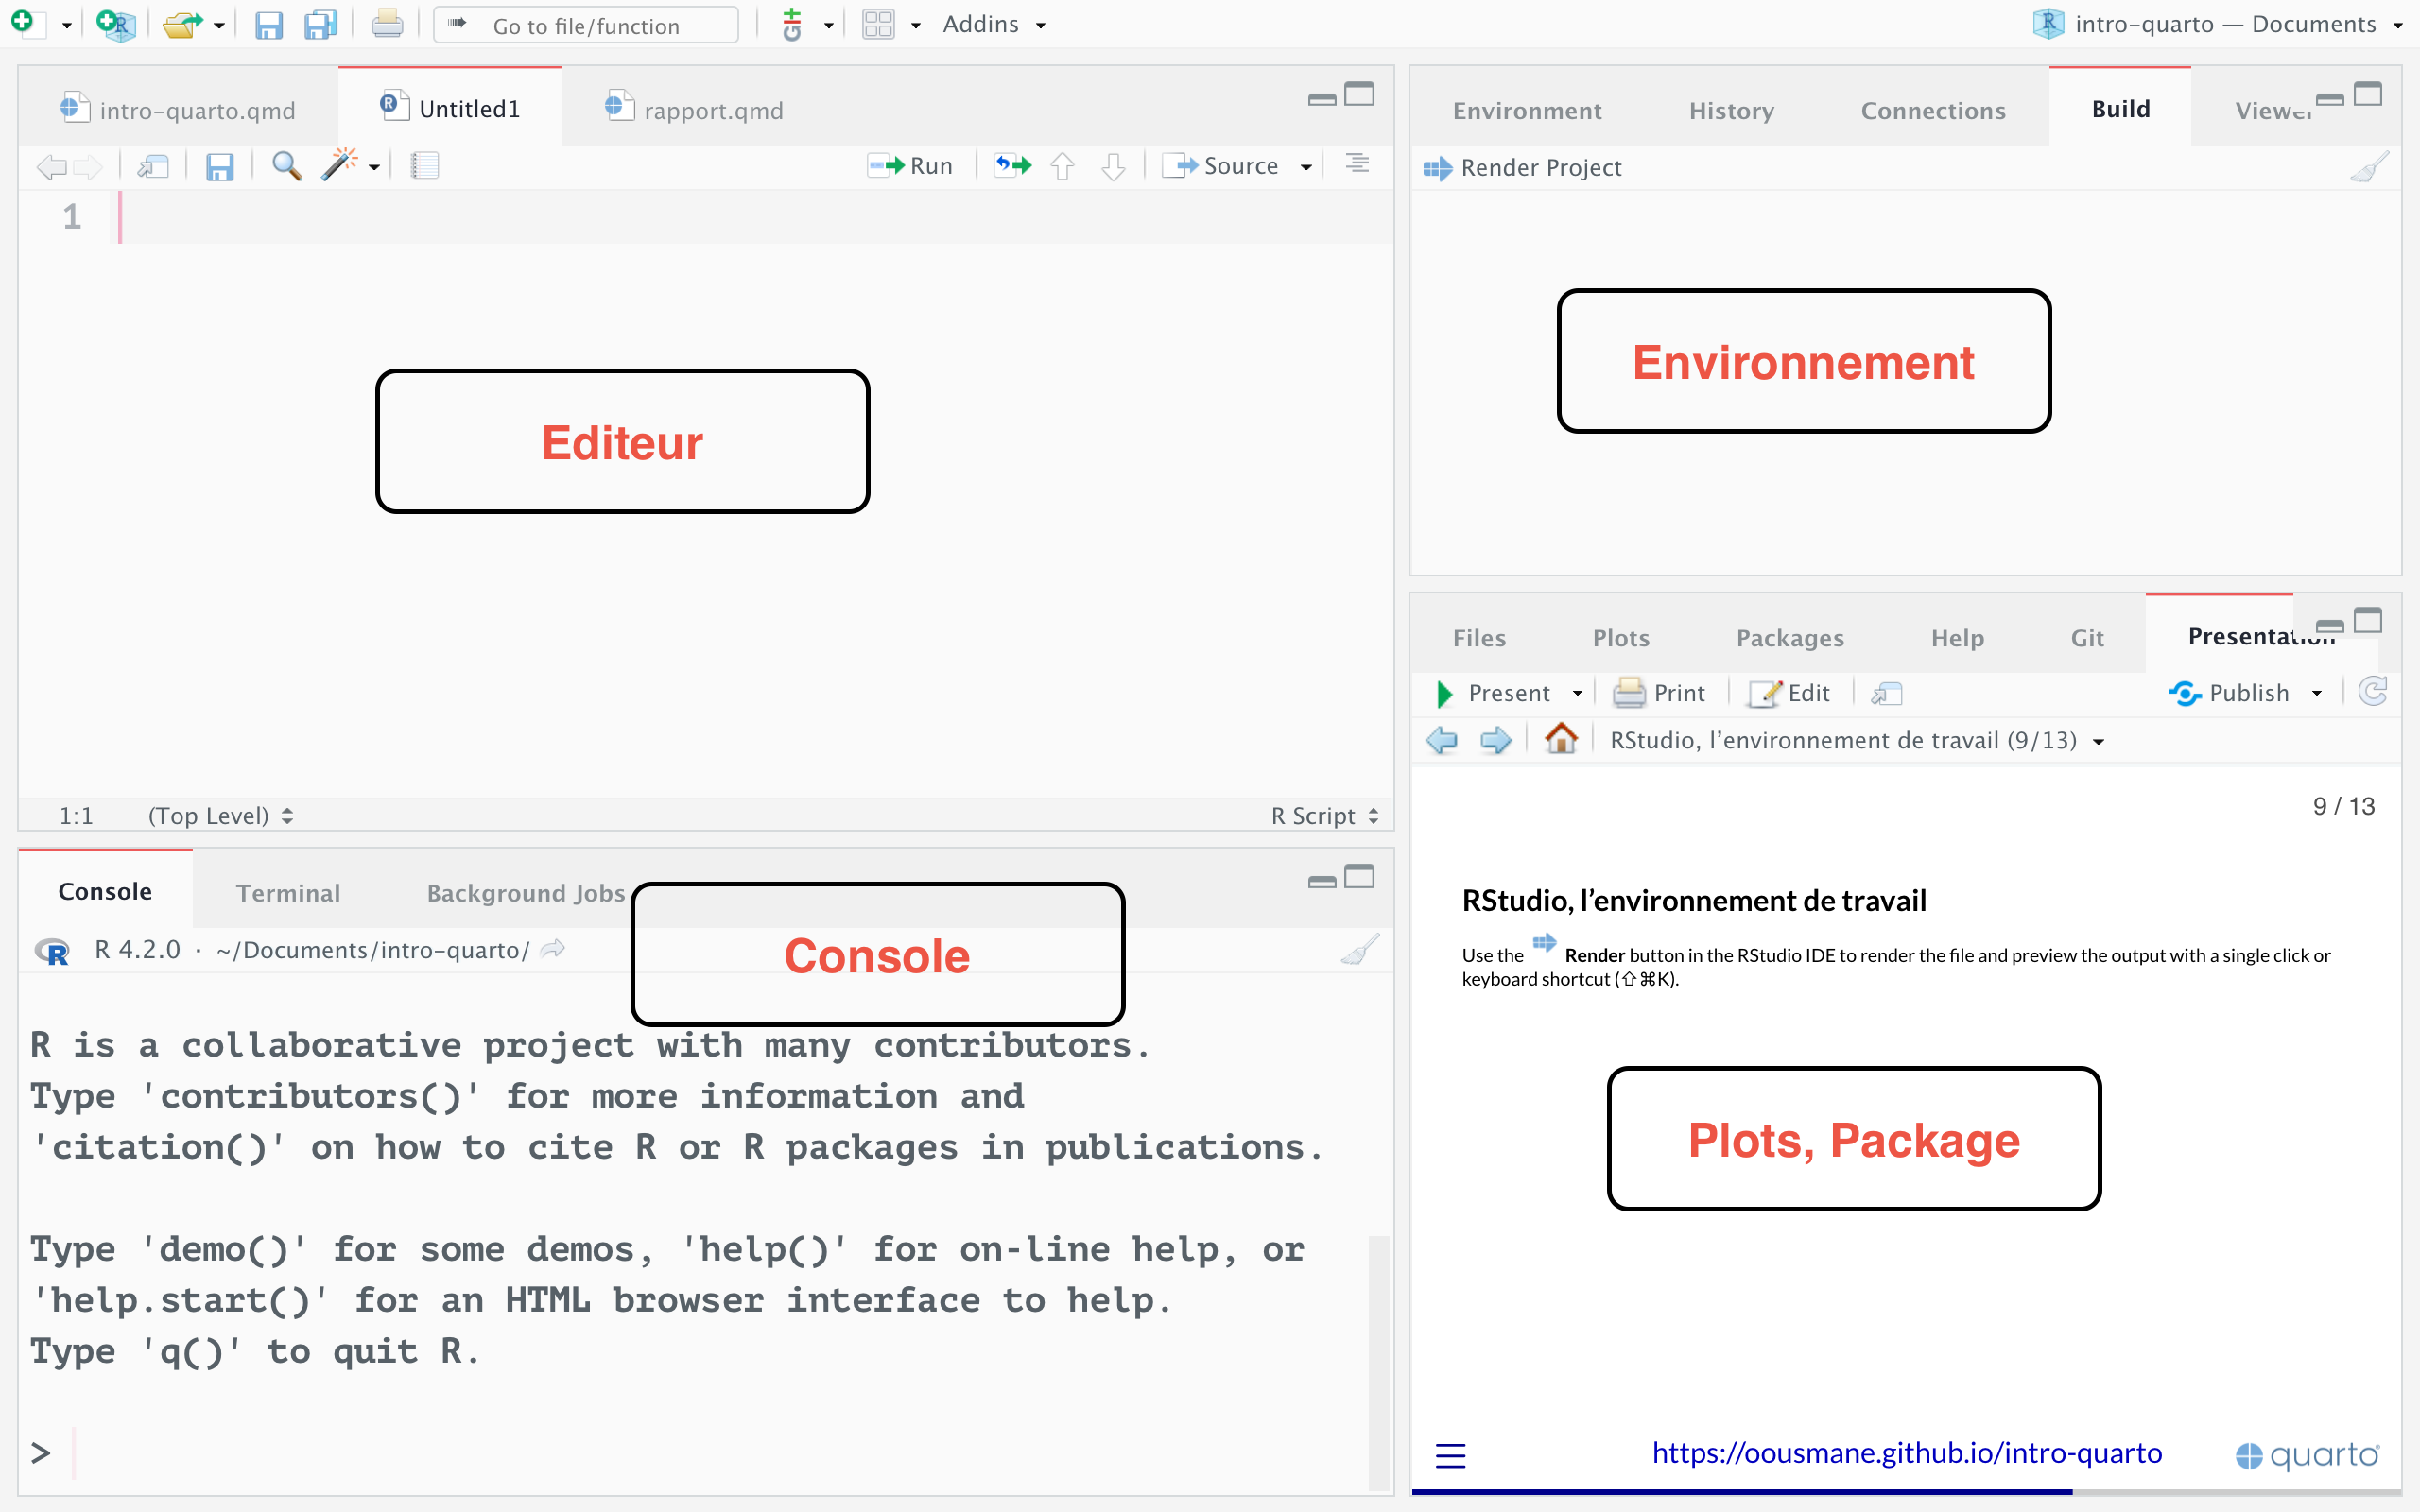 Go to file/function
Git
Addins
intro-quarto — Documents
intro-quarto.qmd
Untitled1
rapport.qmd
Run
Source
1
Editeur
1:1 (Top Level)
R Script
Environment History Connections Build
Render Project
Environnement
Console Terminal Background Jobs
R 4.2.0 · ~/Documents/intro-quarto/
Console
R is a collaborative project with many contributors.
Type 'contributors()' for more information and
'citation()' on how to cite R or R packages in publications.
Type 'demo()' for some demos, 'help()' for on-line help, or
'help.start()' for an HTML browser interface to help.
Type 'q()' to quit R.
>
Files Plots Packages Help Git Presentation
Present Print Edit Publish
RStudio, l’environnement de travail (9/13)
9 / 13
RStudio, l’environnement de travail
Use the Render button in the RStudio IDE to render the file and preview the output with a single click or
keyboard shortcut (⇧⌘K).
Plots, Package
https://oousmane.github.io/intro-quarto
quarto